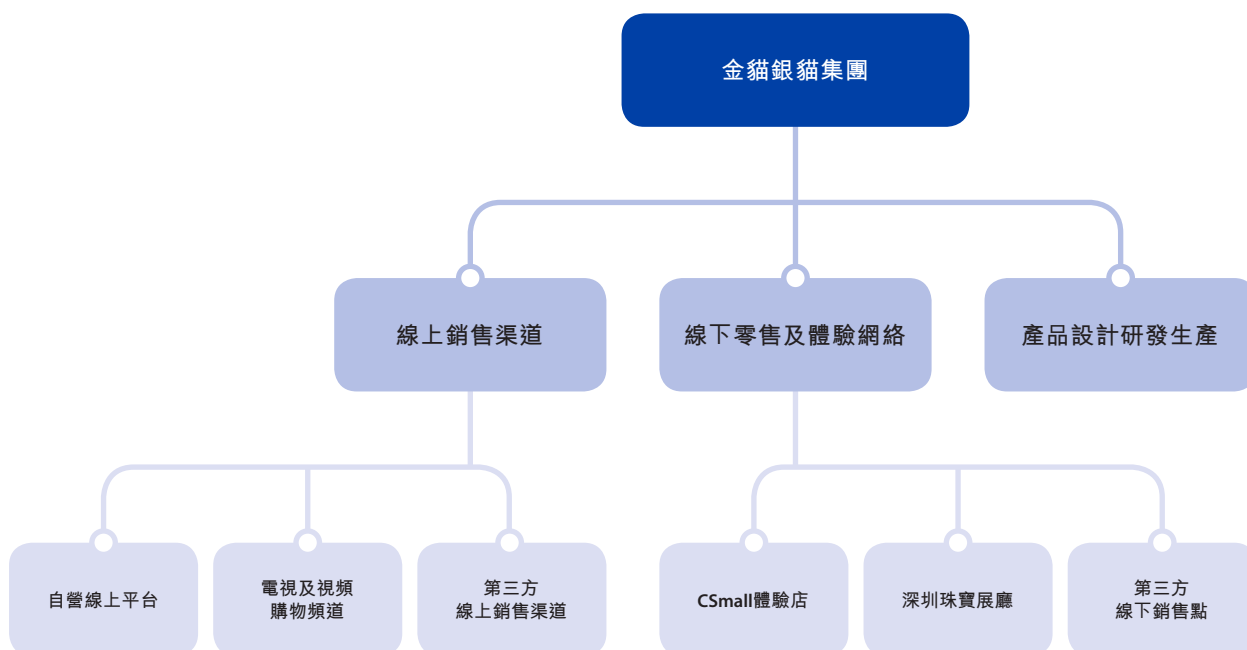 金貓銀貓集團
線上銷售渠道
線下零售及體驗網絡
產品設計研發生產
自營線上平台
電視及視頻
購物頻道
第三方
線上銷售渠道
CSmall體驗店
深圳珠寶展廳
第三方
線下銷售點